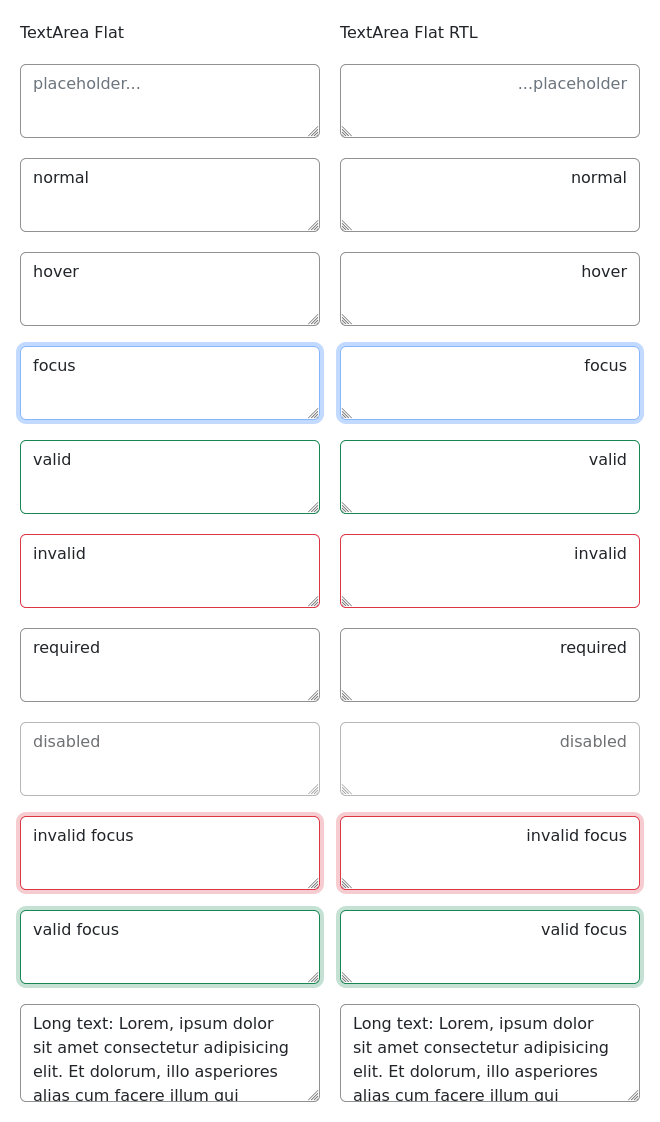 TextArea Flat
TextArea Flat RTL
placeholder...
...placeholder
normal
normal
hover
hover
focus
focus
valid
valid
invalid
invalid
required
required
disabled
disabled
invalid focus
invalid focus
valid focus
valid focus
Long text: Lorem, ipsum dolor
sit amet consectetur adipisicing
elit. Et dolorum, illo asperiores
alias cum facere illum qui
Long text: Lorem, ipsum dolor
sit amet consectetur adipisicing
elit. Et dolorum, illo asperiores
alias cum facere illum qui